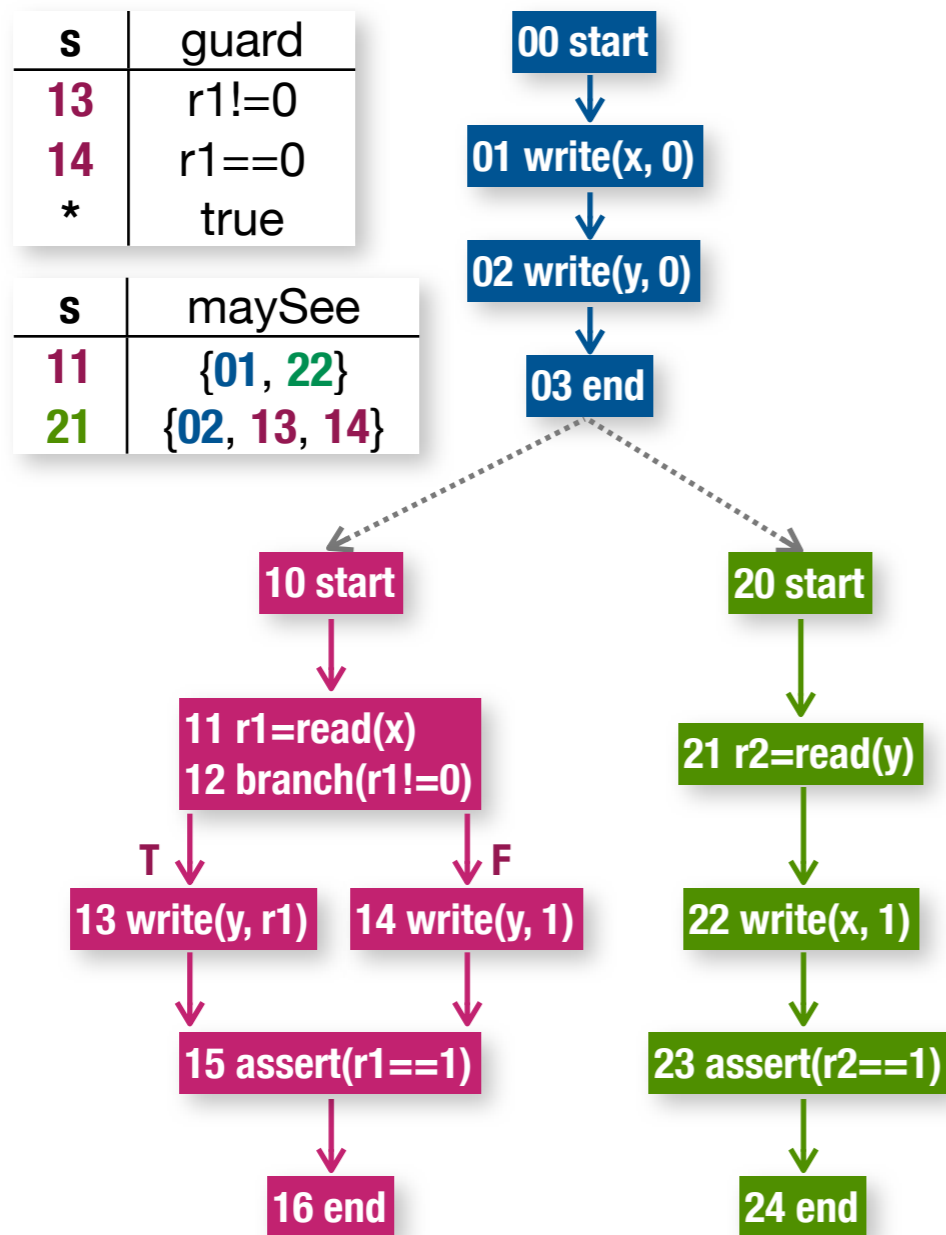 s guard
13 r1!=0
14 r1==0
* true
s maySee
11 {01, 22}
21 {02, 13, 14}
00 start
01 write(x, 0)
02 write(y, 0)
03 end
10 start
20 start
11 r1=read(x)
12 branch(r1!=0)
21 r2=read(y)
T
F
13 write(y, r1)
14 write(y, 1)
22 write(x, 1)
15 assert(r1==1)
23 assert(r2==1)
16 end
24 end